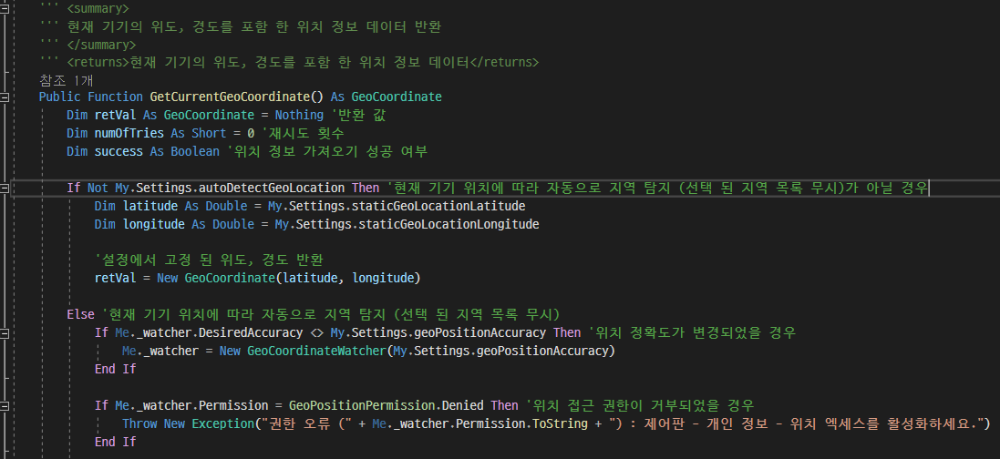 ''' <summary>
''' 현재 기기의 위도, 경도를 포함 한 위치 정보 데이터 반환
''' </summary>
''' <returns>현재 기기의 위도, 경도를 포함 한 위치 정보 데이터</returns>
참조 1개
Public Function GetCurrentGeoCoordinate() As GeoCoordinate
Dim retVal As GeoCoordinate = Nothing '반환 값
Dim numOfTries As Short = 0 '재시도 횟수
Dim success As Boolean '위치 정보 가져오기 성공 여부
If Not My.Settings.autoDetectGeoLocation Then '현재 기기 위치에 따라 자동으로 지역 탐지 (선택 된 지역 목록 무시)가 아닐 경우
Dim latitude As Double = My.Settings.staticGeoLocationLatitude
Dim longitude As Double = My.Settings.staticGeoLocationLongitude
'설정에서 고정 된 위도, 경도 반환
retVal = New GeoCoordinate(latitude, longitude)
Else '현재 기기 위치에 따라 자동으로 지역 탐지 (선택 된 지역 목록 무시)
If Me._watcher.DesiredAccuracy <> My.Settings.geoPositionAccuracy Then '위치 정확도가 변경되었을 경우
Me._watcher = New GeoCoordinateWatcher(My.Settings.geoPositionAccuracy)
End If
If Me._watcher.Permission = GeoPositionPermission.Denied Then '위치 접근 권한이 거부되었을 경우
Throw New Exception("권한 오류 (" + Me._watcher.Permission.ToString + ") : 제어판 - 개인 정보 - 위치 엑세스를 활성화하세요.")
End If